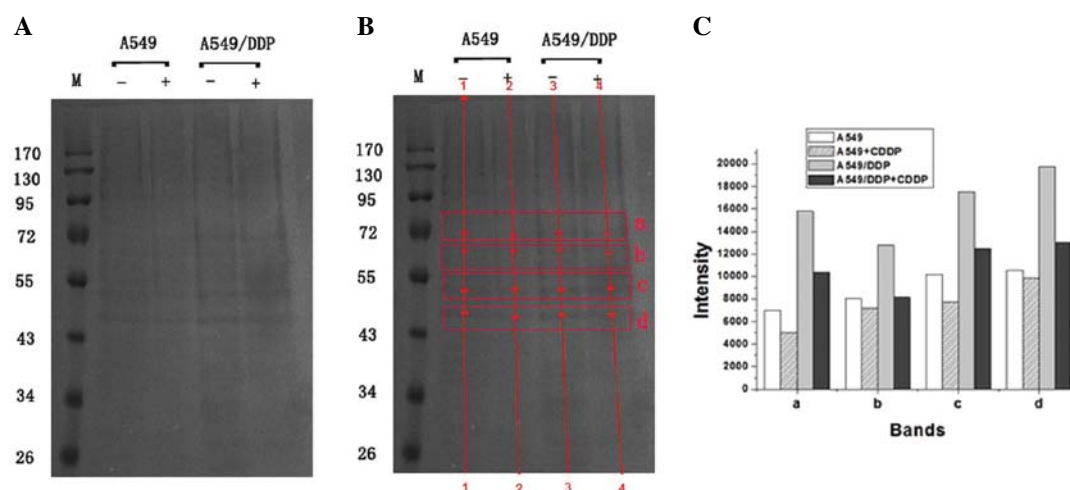 A
A549 A549/DDP
M − + − +
170
130
95
72
55
43
34
26
B
A549 A549/DDP
M − + − +
1 2 3 4
170
130
95
72
55
43
34
26
a
b
c
d
1 2 3 4
C
A549
A549+CDDP
A549/DDP
A549/DDP+CDDP
20000
18000
16000
14000
12000
10000
8000
6000
4000
2000
0
Intensity
a b c d
Bands